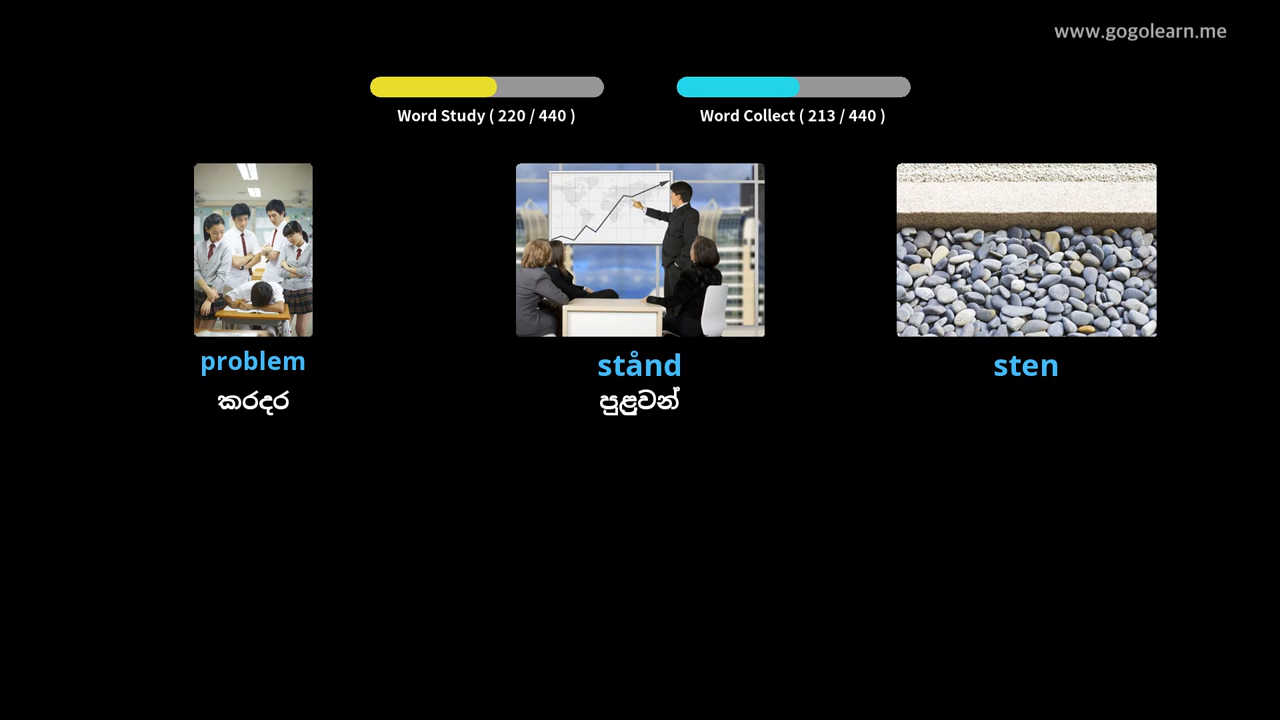 www.gogolearn.me
Word Study ( 220 / 440 )
Word Collect ( 213 / 440 )
problem
කරදර
stånd
පුළුවන්
sten